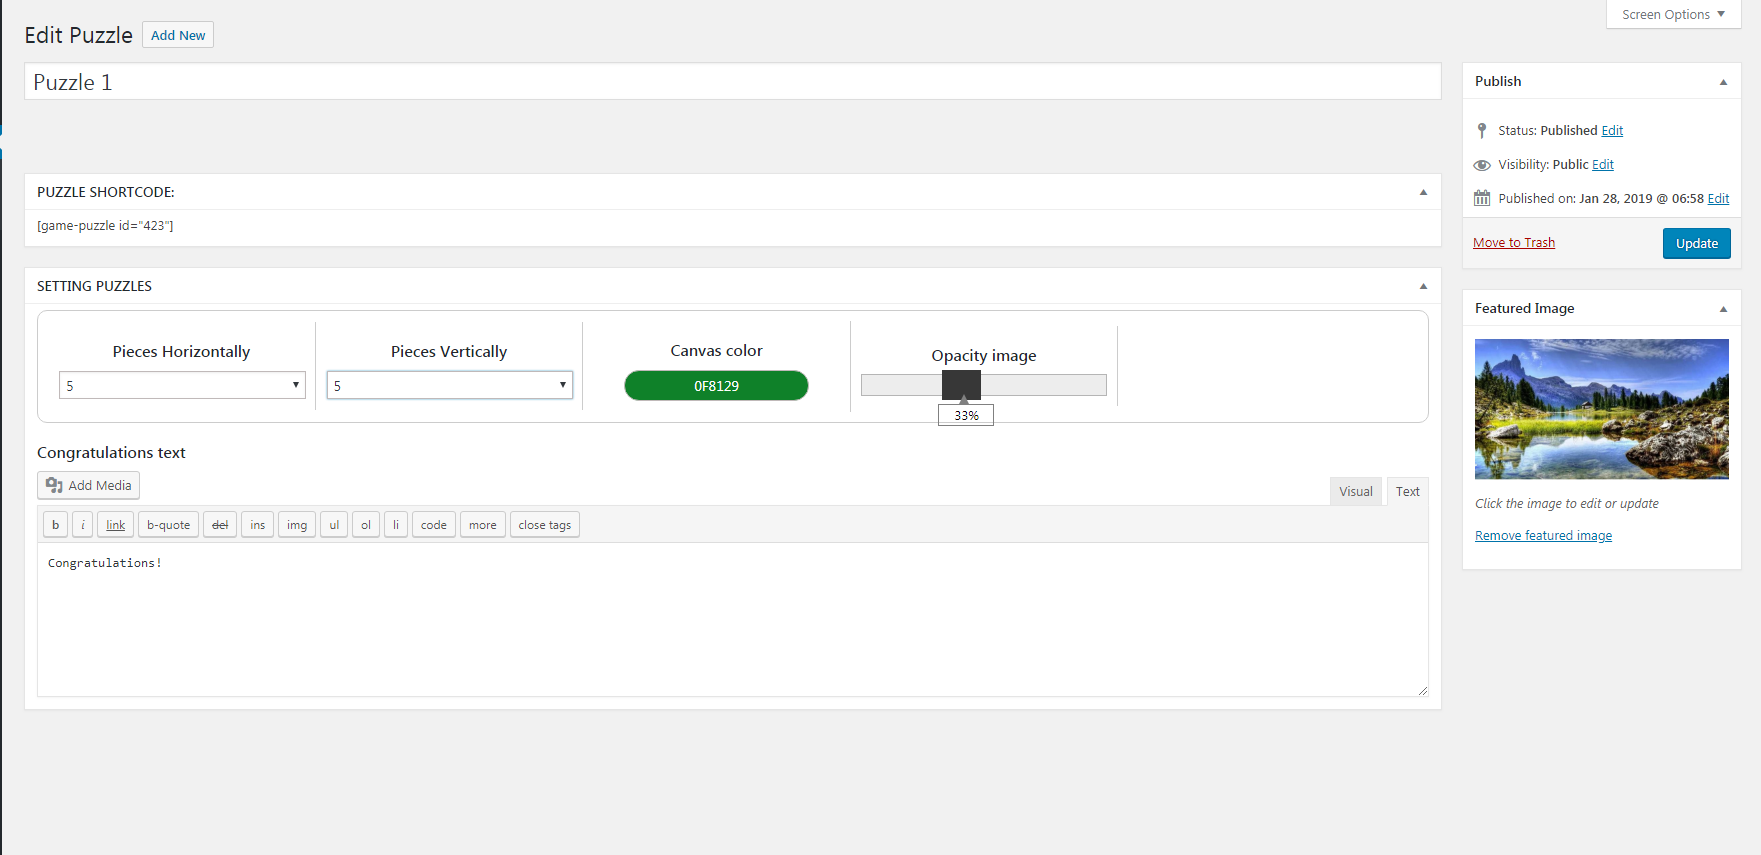 Screen Options
Edit Puzzle Add New
Puzzle 1
PUZZLE SHORTCODE:
[game-puzzle id="423"]
SETTING PUZZLES
Pieces Horizontally
5
Pieces Vertically
5
Canvas color
0F8129
Opacity image
33%
Congratulations text
Add Media
Visual Text
b i link b-quote del ins img ul ol li code more close tags
Congratulations!
Publish
Status: Published Edit
Visibility: Public Edit
Published on: Jan 28, 2019 @ 06:58 Edit
Move to Trash Update
Featured Image
Click the image to edit or update
Remove featured image